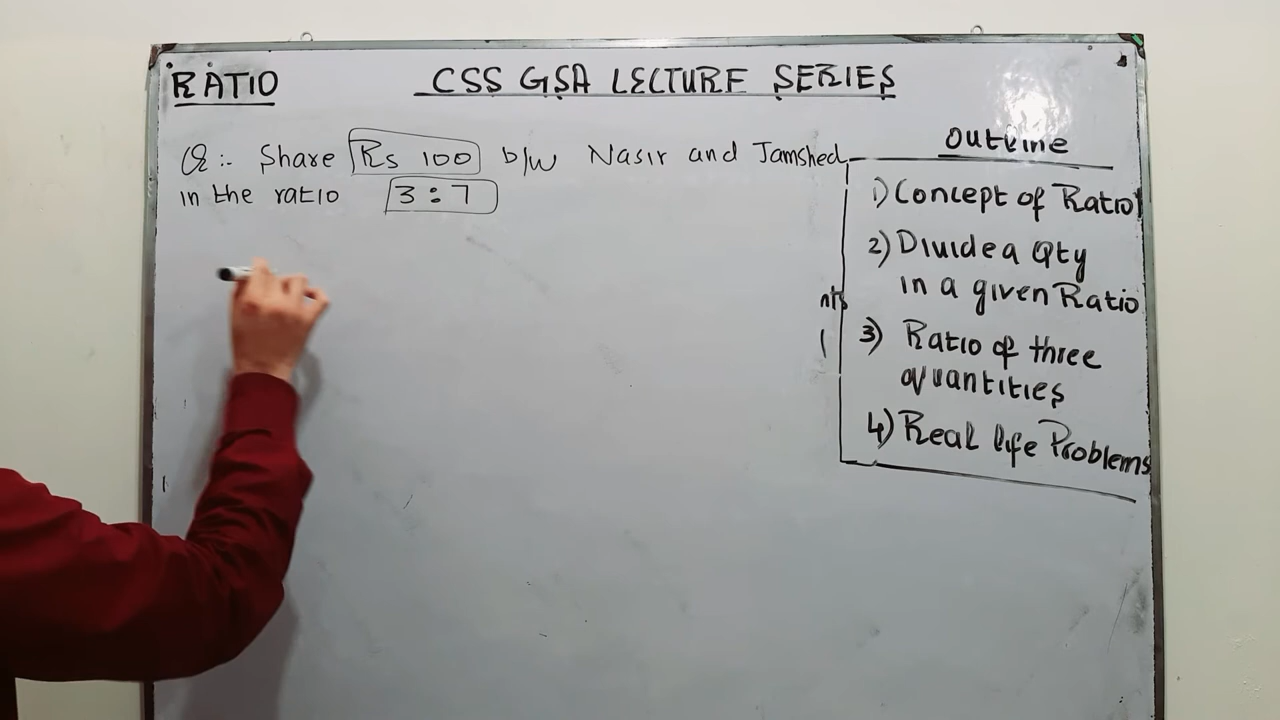 RATIO
CSS GSA LECTURE SERIES
Q:- Share Rs 100 b/w Nasir and Jamshed
in the ratio 3:7
Outline
1) Concept of Ratio
2) Divide a Qty
in a given Ratio
3) Ratio of three
quantities
4) Real life Problems